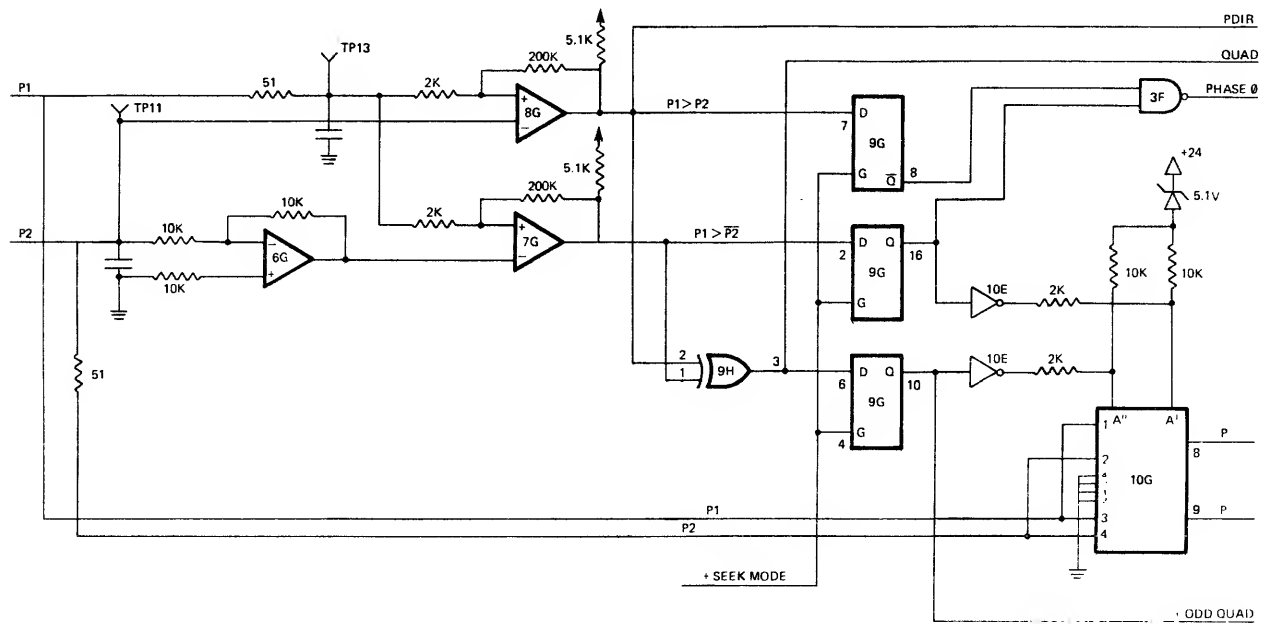 PDIR
5.1K
QUAD
TP13
200K
P1
51
2K
+
8G
−
P1 > P2
D
7
9G
G
Q̅
8
3F
PHASE 0
TP11
5.1K
+24
5.1V
200K
2K
+
7G
−
P1 > P̅2̅
D
2
Q
16
9G
G
10K
10K
P2
10K
−
6G
+
10K
10E
2K
51
2
1
9H
3
D
6
Q
10
9G
G
4
10E
2K
A"
A'
1
2
10G
P
8
9
P
3
4
P1
P2
+ SEEK MODE
ODD QUAD